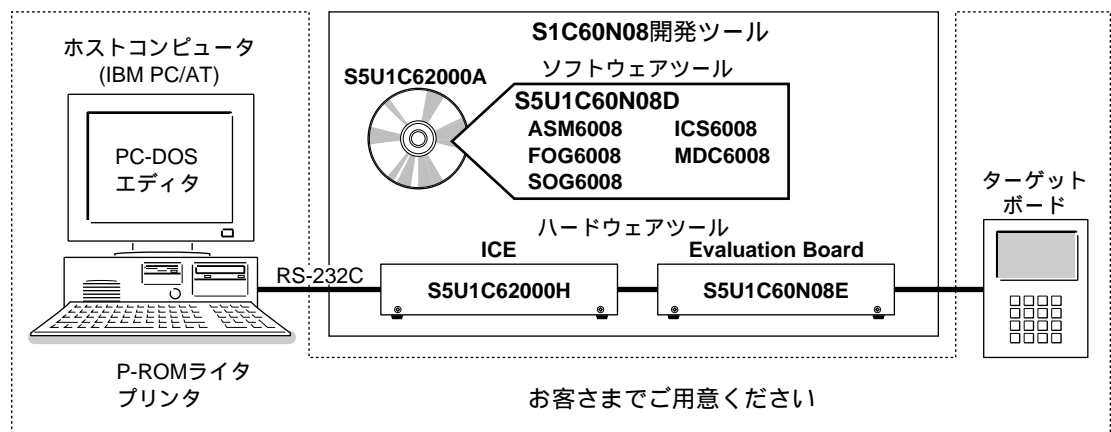 ホストコンピュータ
(IBM PC/AT)
PC-DOS
エディタ
P-ROMライタ
プリンタ
RS-232C
S1C60N08開発ツール
ソフトウェアツール
S5U1C62000A
S5U1C60N08D
ASM6008 ICS6008
FOG6008 MDC6008
SOG6008
ハードウェアツール
ICE Evaluation Board
S5U1C62000H S5U1C60N08E
ターゲット
ボード
お客さまでご用意ください